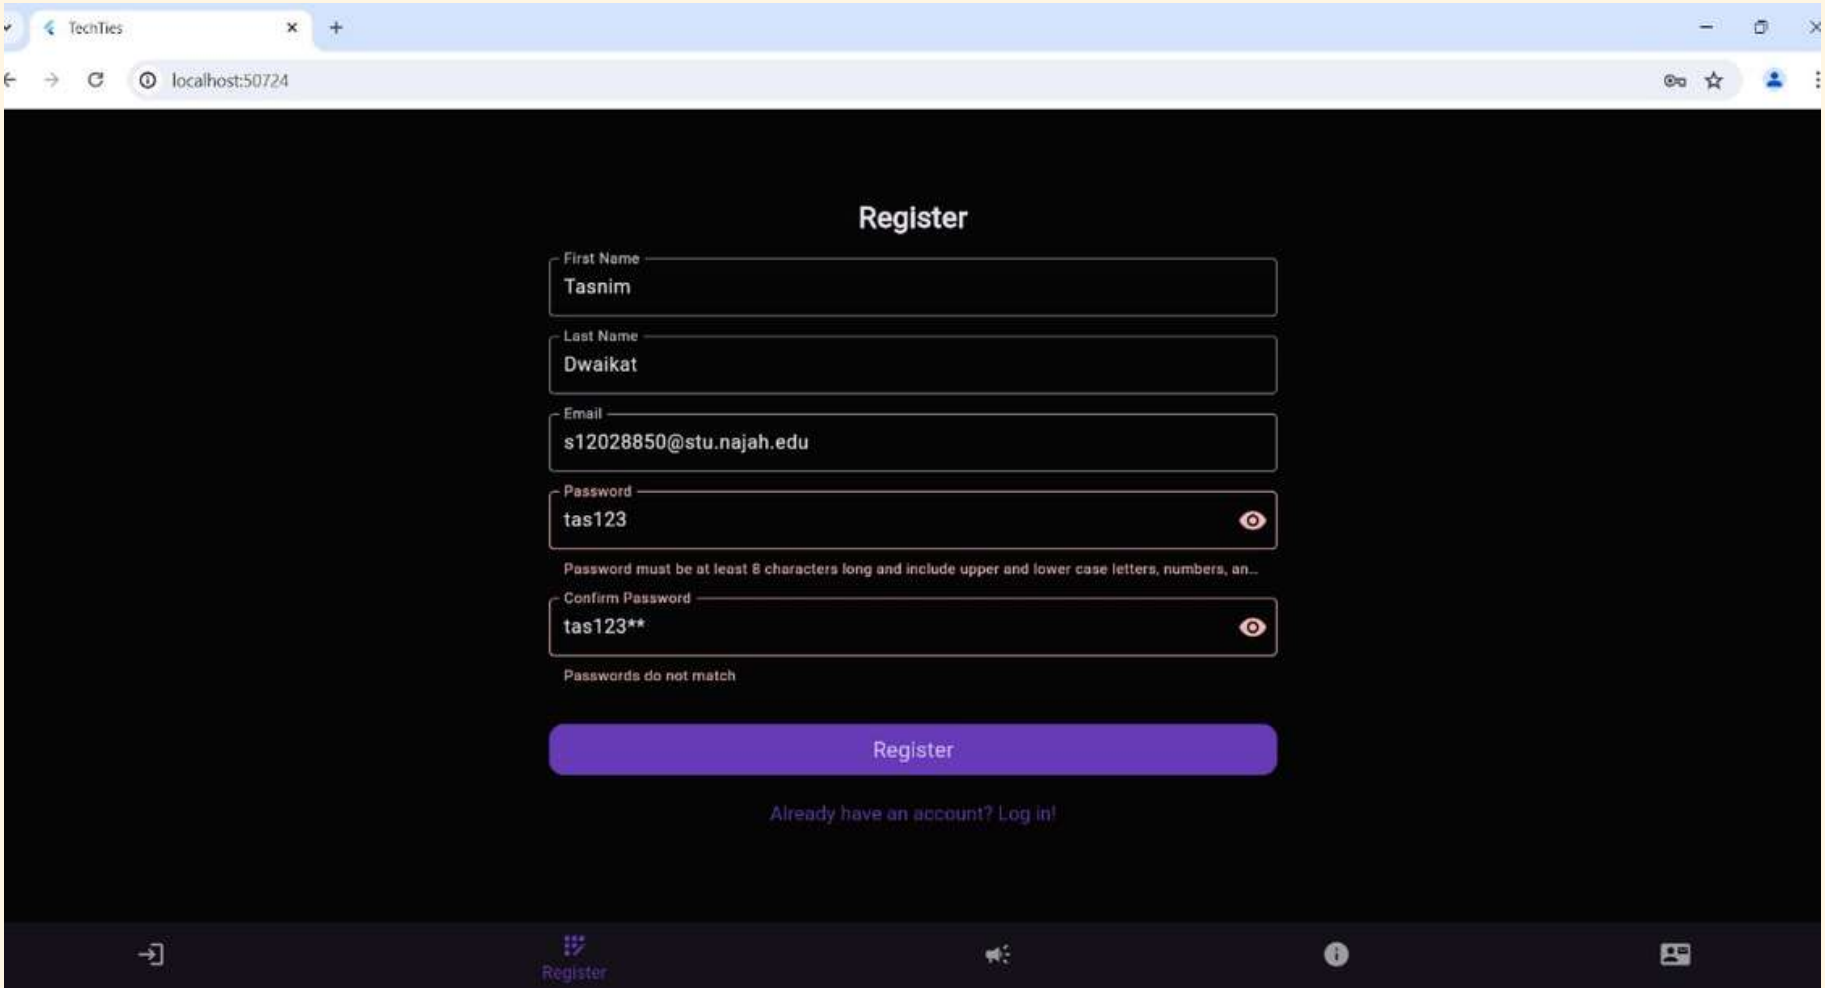 TechTies
localhost:50724
Register
First Name
Tasnim
Last Name
Dwaikat
Email
s12028850@stu.najah.edu
Password
tas123
Password must be at least 8 characters long and include upper and lower case letters, numbers, an...
Confirm Password
tas123**
Passwords do not match
Register
Already have an account? Log in!
Register